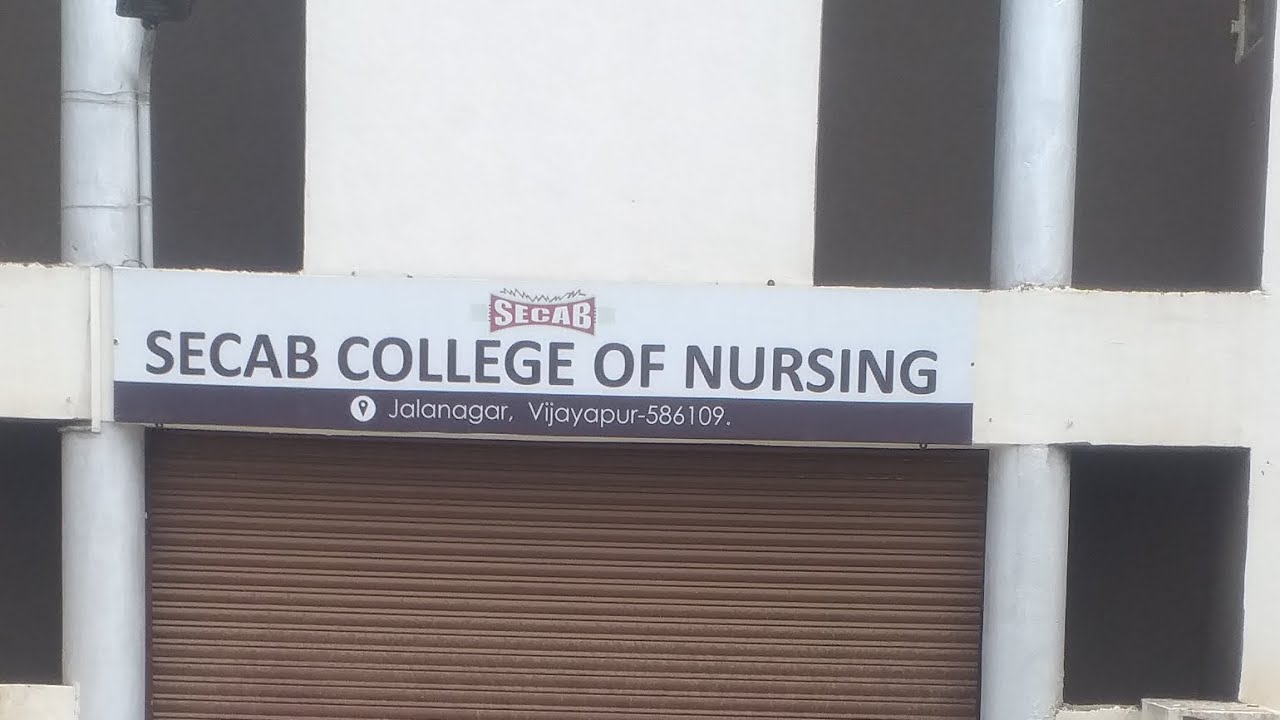 SECAB
SECAB COLLEGE OF NURSING
Jalanagar, Vijayapur-586109.